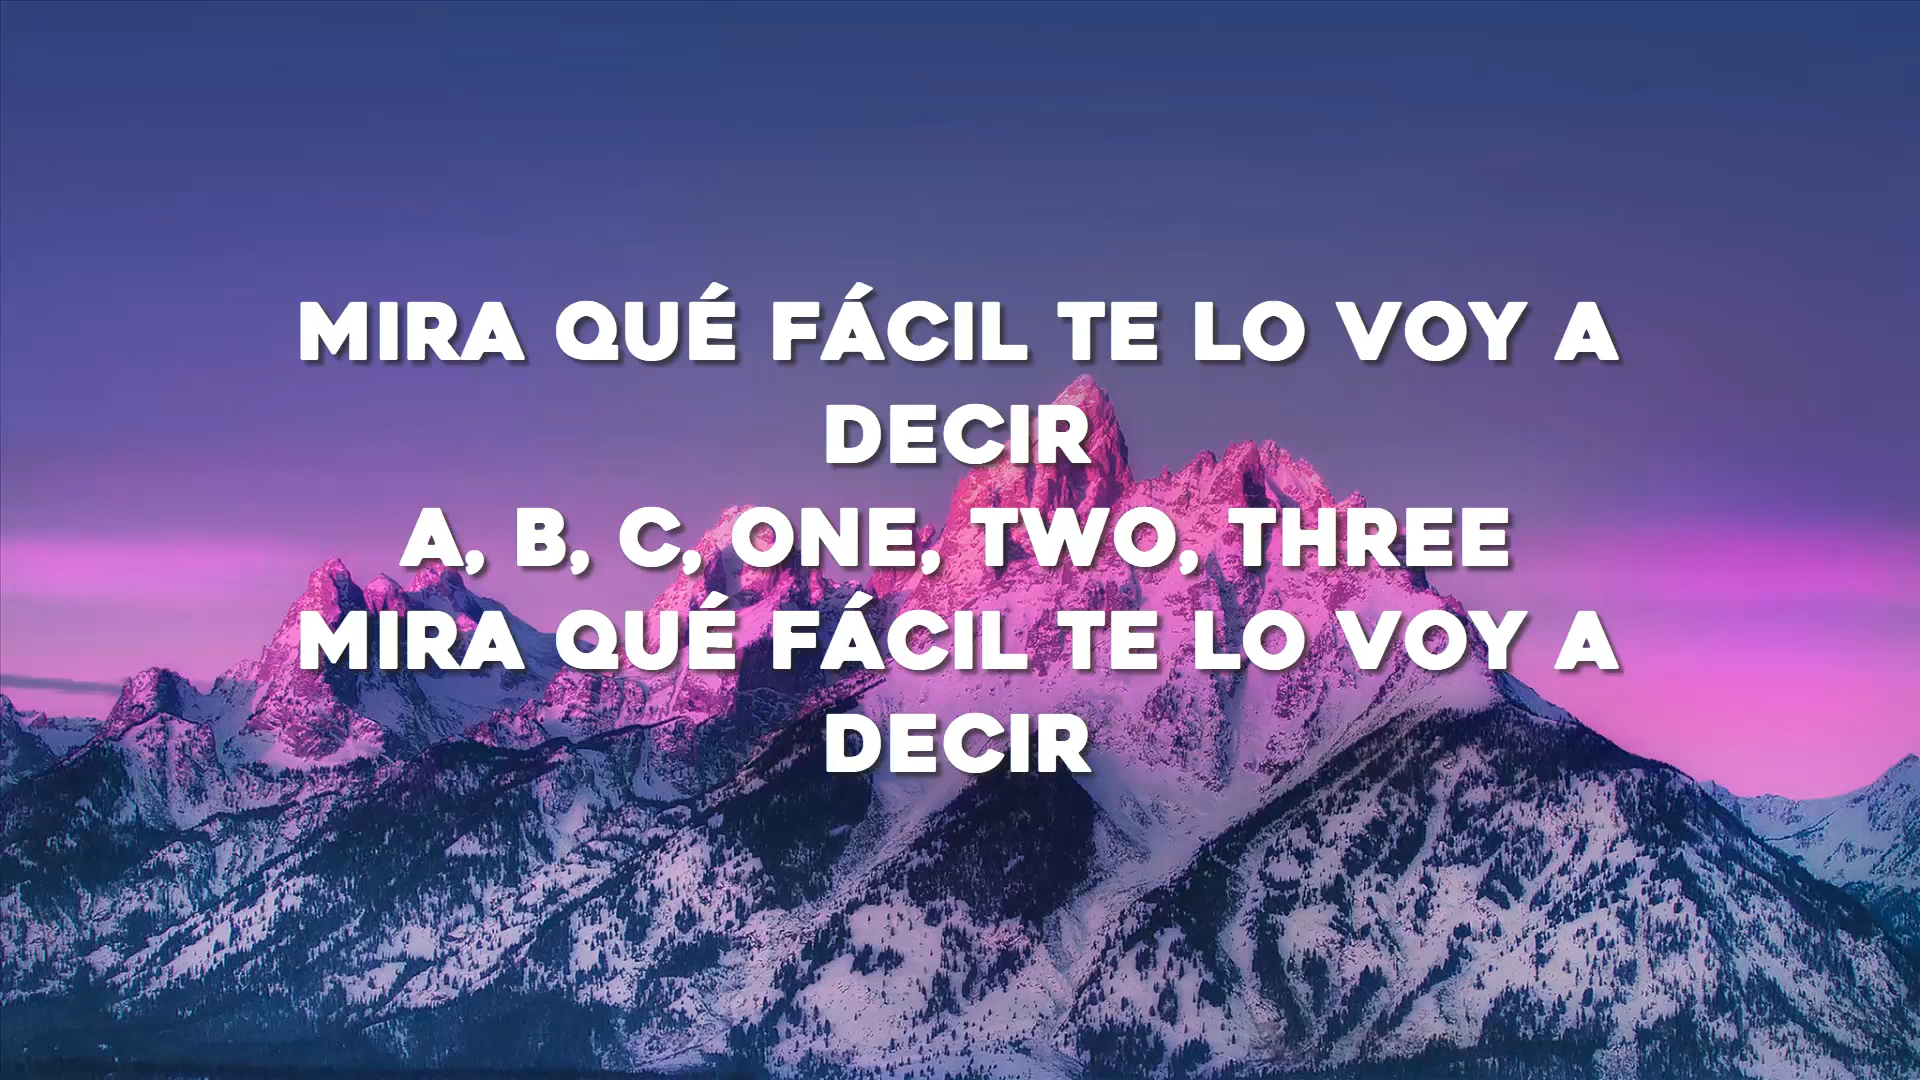 MIRA QUÉ FÁCIL TE LO VOY A
DECIR
A, B, C, ONE, TWO, THREE
MIRA QUÉ FÁCIL TE LO VOY A
DECIR